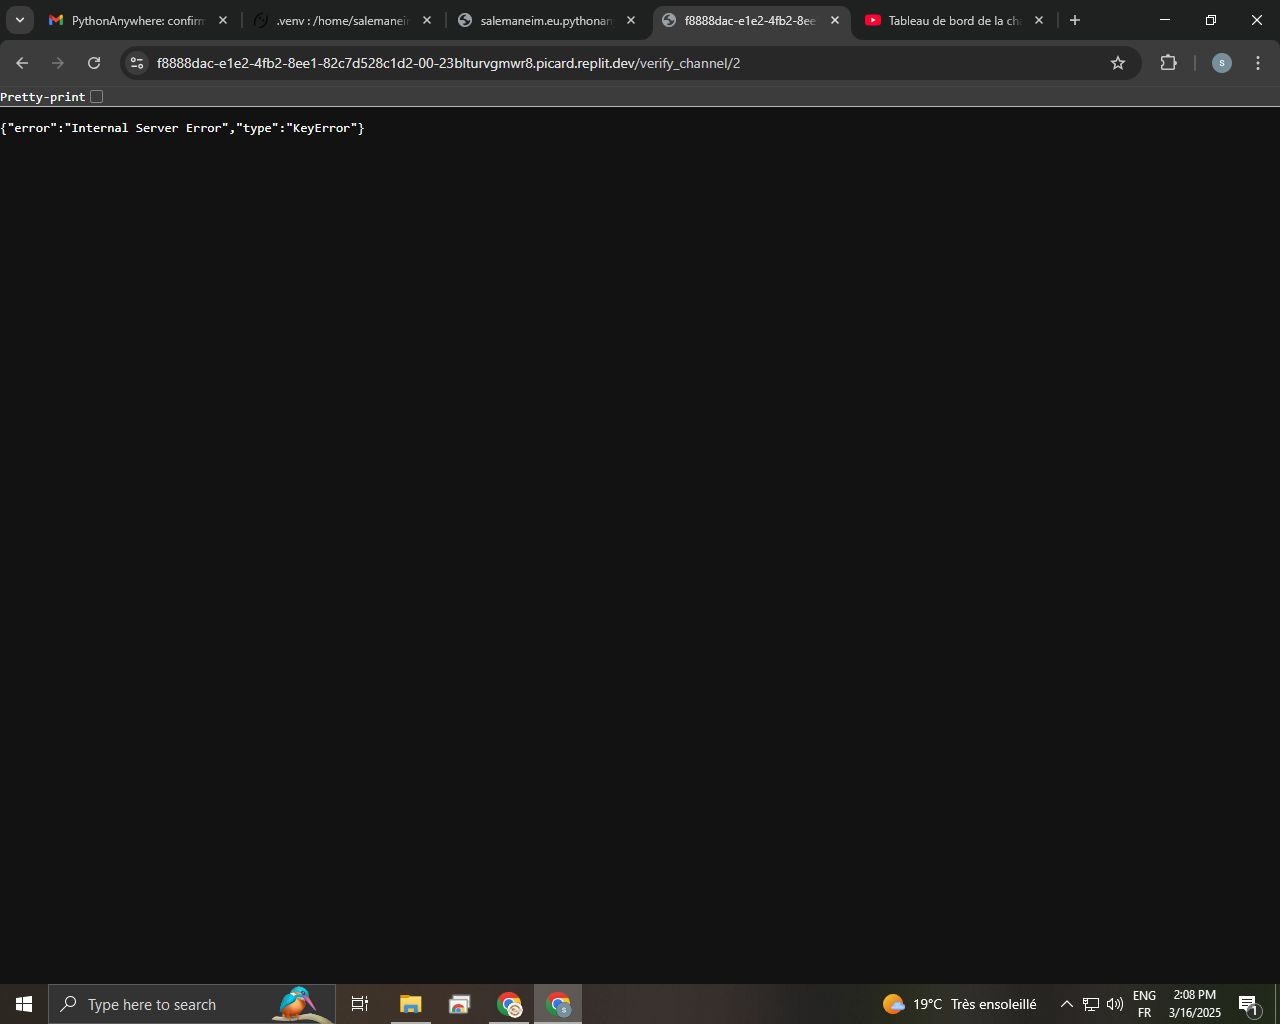 PythonAnywhere: confirm
.venv : /home/salemanei
salemaneim.eu.pythonan
f8888dac-e1e2-4fb2-8ee
Tableau de bord de la cha
f8888dac-e1e2-4fb2-8ee1-82c7d528c1d2-00-23blturvgmwr8.picard.replit.dev/verify_channel/2
s
Pretty-print
{"error":"Internal Server Error","type":"KeyError"}
Type here to search
s
19°C Très ensoleillé
ENG
FR
2:08 PM
3/16/2025
1